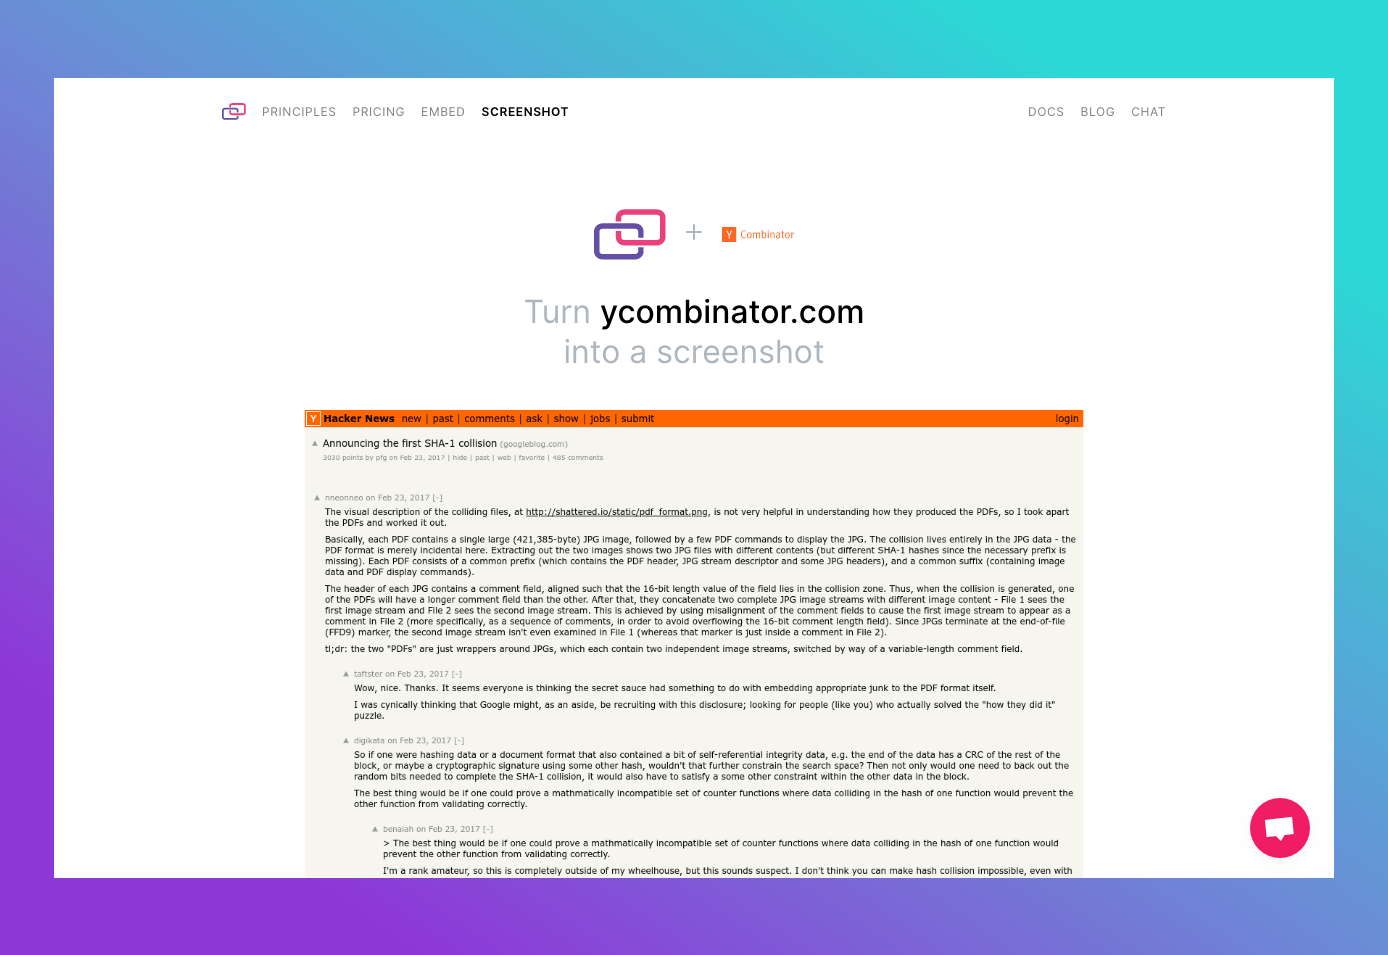 PRINCIPLES PRICING EMBED SCREENSHOT DOCS BLOG CHAT
Y Combinator
Turn ycombinator.com
into a screenshot
Y Hacker News new | past | comments | ask | show | jobs | submit login
Announcing the first SHA-1 collision (googleblog.com)
3030 points by pfg on Feb 23, 2017 | hide | past | web | favorite | 485 comments
nneonneo on Feb 23, 2017 [-]
The visual description of the colliding files, at http://shattered.io/static/pdf_format.png, is not very helpful in understanding how they produced the PDFs, so I took apart
the PDFs and worked it out.
Basically, each PDF contains a single large (421,385-byte) JPG image, followed by a few PDF commands to display the JPG. The collision lives entirely in the JPG data - the
PDF format is merely incidental here. Extracting out the two images shows two JPG files with different contents (but different SHA-1 hashes since the necessary prefix is
missing). Each PDF consists of a common prefix (which contains the PDF header, JPG stream descriptor and some JPG headers), and a common suffix (containing image
data and PDF display commands).
The header of each JPG contains a comment field, aligned such that the 16-bit length value of the field lies in the collision zone. Thus, when the collision is generated, one
of the PDFs will have a longer comment field than the other. After that, they concatenate two complete JPG image streams with different image content - File 1 sees the
first image stream and File 2 sees the second image stream. This is achieved by using misalignment of the comment fields to cause the first image stream to appear as a
comment in File 2 (more specifically, as a sequence of comments, in order to avoid overflowing the 16-bit comment length field). Since JPGs terminate at the end-of-file
(FFD9) marker, the second image stream isn't even examined in File 1 (whereas that marker is just inside a comment in File 2).
tl;dr: the two "PDFs" are just wrappers around JPGs, which each contain two independent image streams, switched by way of a variable-length comment field.
taftster on Feb 23, 2017 [-]
Wow, nice. Thanks. It seems everyone is thinking the secret sauce had something to do with embedding appropriate junk to the PDF format itself.
I was cynically thinking that Google might, as an aside, be recruiting with this disclosure; looking for people (like you) who actually solved the "how they did it"
puzzle.
digikata on Feb 23, 2017 [-]
So if one were hashing data or a document format that also contained a bit of self-referential integrity data, e.g. the end of the data has a CRC of the rest of the
block, or maybe a cryptographic signature using some other hash, wouldn't that further constrain the search space? Then not only would one need to back out the
random bits needed to complete the SHA-1 collision, it would also have to satisfy a some other constraint within the other data in the block.
The best thing would be if one could prove a mathmatically incompatible set of counter functions where data colliding in the hash of one function would prevent the
other function from validating correctly.
benaiah on Feb 23, 2017 [-]
> The best thing would be if one could prove a mathmatically incompatible set of counter functions where data colliding in the hash of one function would
prevent the other function from validating correctly.
I'm a rank amateur, so this is completely outside of my wheelhouse, but this sounds suspect. I don't think you can make hash collision impossible, even with